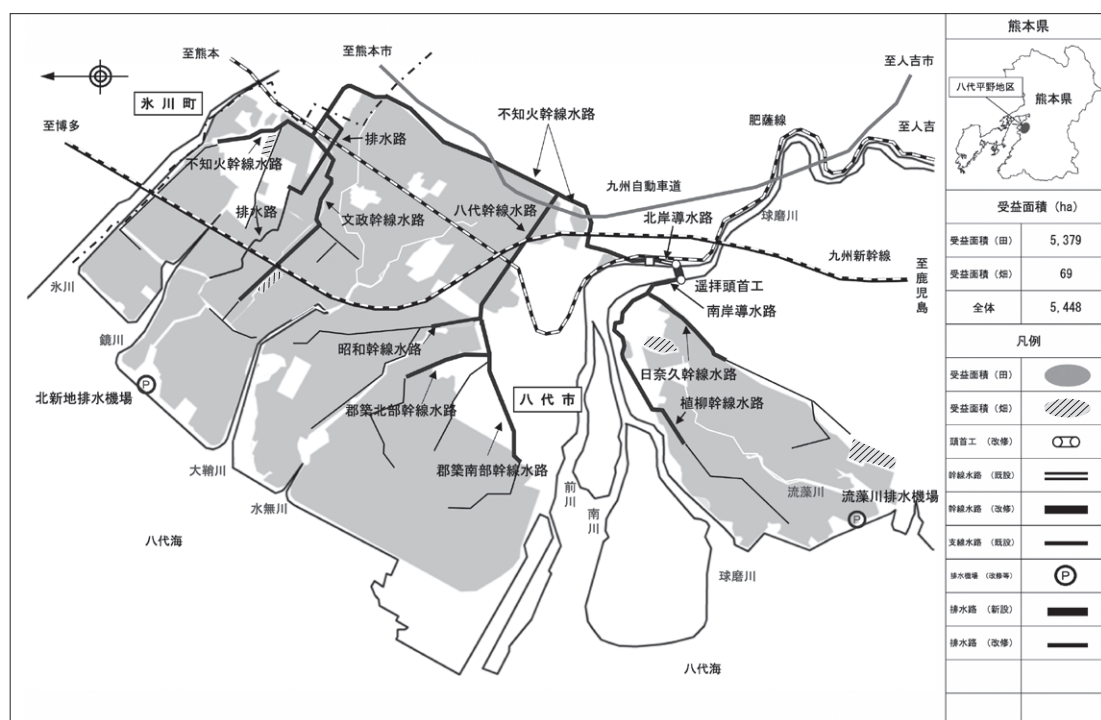 至熊本
至熊本市
至人吉市
氷川町
至博多
不知火幹線水路
肥薩線
至人吉
排水路
不知火幹線水路
九州自動車道
八代幹線水路
北岸導水路
球磨川
排水路
文政幹線水路
九州新幹線
至鹿児島
遥拝頭首工
南岸導水路
氷川
鏡川
昭和幹線水路
日奈久幹線水路
北新地排水機場
P
郡築北部幹線水路
八代市
植柳幹線水路
大鞘川
郡築南部幹線水路
水無川
前川
南川
流藻川
流藻川排水機場
P
八代海
球磨川
八代海
熊本県
八代平野地区
熊本県
受益面積(ha)
受益面積(田) 5,379
受益面積(畑) 69
全体 5,448
凡例
受益面積(田)
受益面積(畑)
頭首工(改修)
幹線水路(既設)
幹線水路(改修)
支線水路(既設)
排水機場(改修等) P
排水路(新設)
排水路(改修)